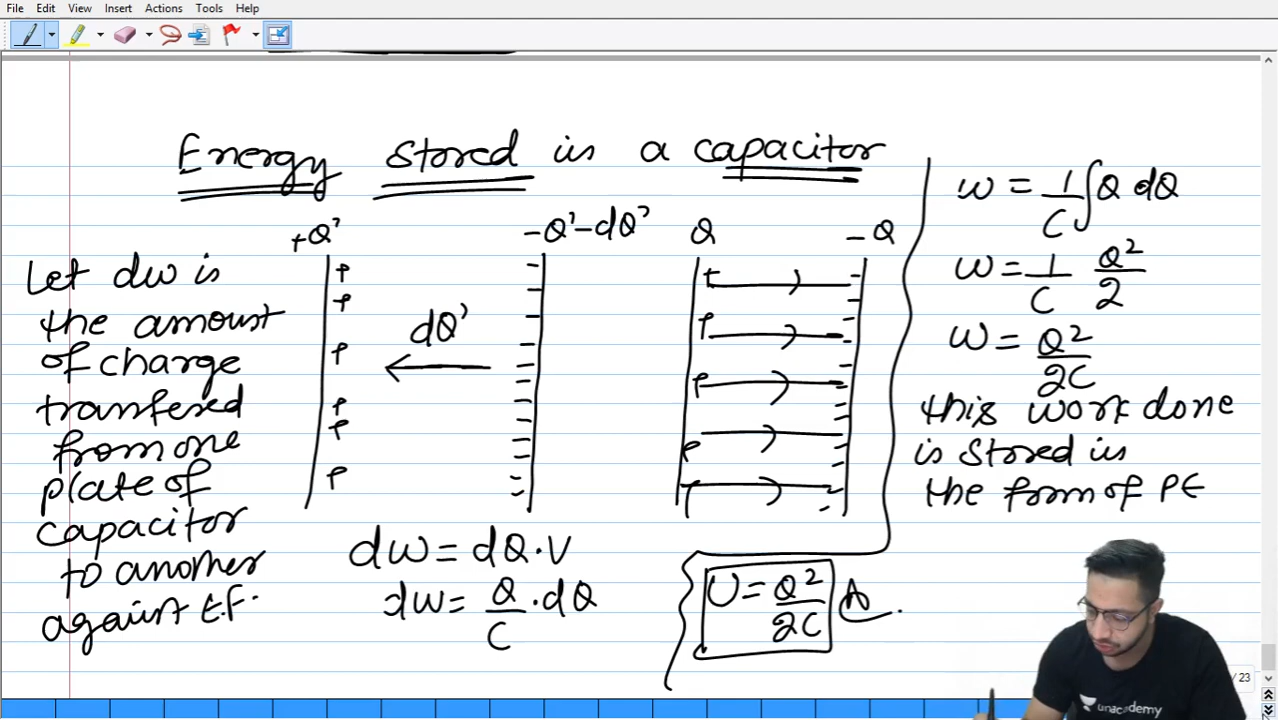 File Edit View Insert Actions Tools Help
Energy stored in a capacitor
+Q'
-Q'-dQ'
Q
-Q
dQ'
Let dw is
the amount
of charge
transfered
from one
plate of
capacitor
to another
against E.F.
dw = dQ.V
dw = Q/C . dQ
w = 1/C ∫Q dQ
w = 1/C Q²/2
w = Q²/2C
this work done
is stored in
the form of PE
U = Q²/2C
/ 23
unacademy